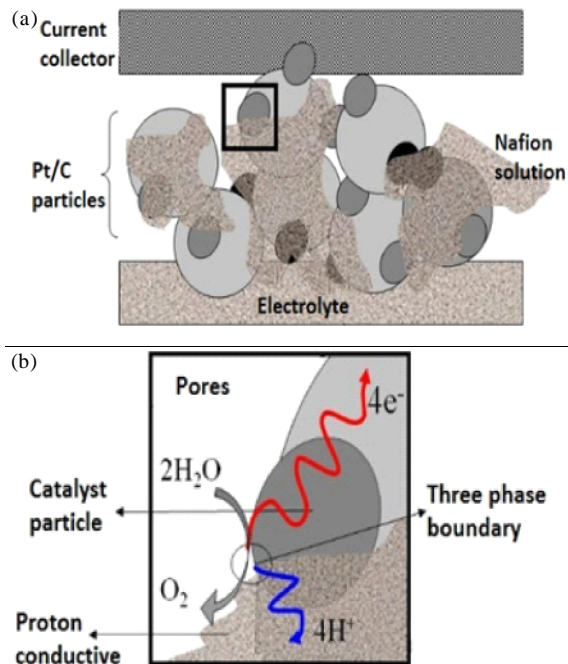 (a)
Current
collector
Pt/C
particles
Nafion
solution
Electrolyte
(b)
Pores
4e⁻
2H₂O
Catalyst
particle
Three phase
boundary
O₂
Proton
conductive
4H⁺